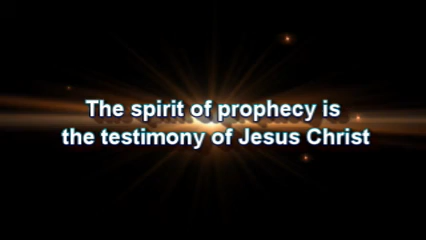 The spirit of prophecy is
the testimony of Jesus Christ